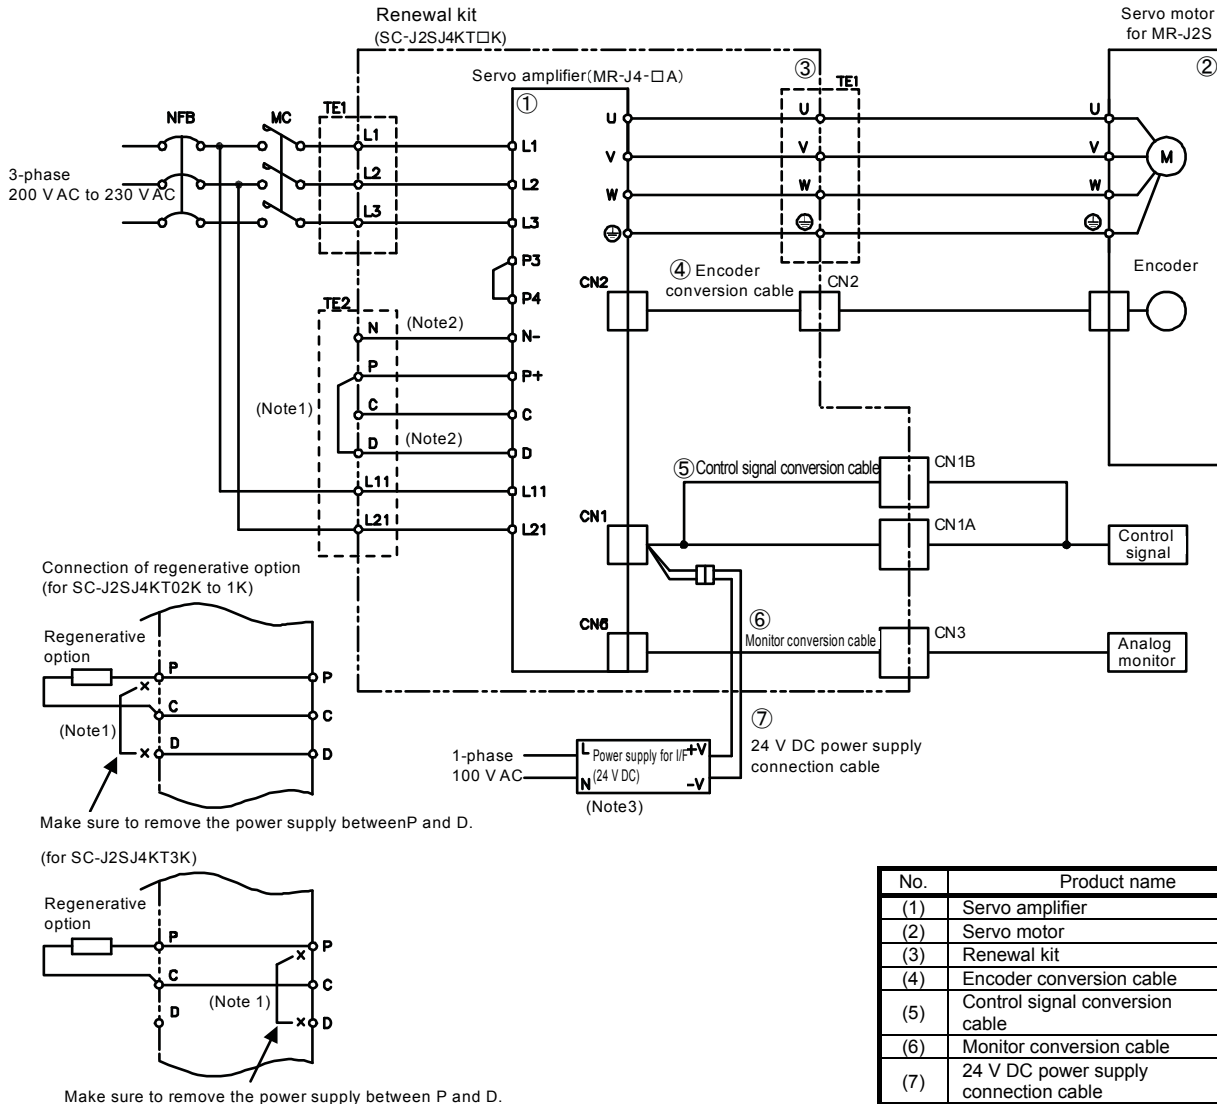 Renewal kit
(SC-J2SJ4KT□K)
Servo motor
for MR-J2S
②
③
Servo amplifier(MR-J4-□A)
①
TE1
TE1
NFB
MC
L1
L1
U
U
U
3-phase
200 V AC to 230 V AC
L2
L2
V
V
V
M
L3
L3
W
W
W
P3
P4
④ Encoder
conversion cable
CN2
CN2
Encoder
TE2
N
(Note2)
N-
P
P+
(Note1)
C
C
D
(Note2)
D
L11
L11
L21
L21
⑤ Control signal conversion cable
CN1B
CN1
CN1A
Control
signal
⑥
Monitor conversion cable
CN6
CN3
Analog
monitor
⑦
24 V DC power supply
connection cable
1-phase
100 V AC
L
N
Power supply for I/F
(24 V DC)
+V
-V
(Note3)
Connection of regenerative option
(for SC-J2SJ4KT02K to 1K)
Regenerative
option
P
P
C
C
(Note1)
D
D
Make sure to remove the power supply betweenP and D.
(for SC-J2SJ4KT3K)
Regenerative
option
P
P
C
C
(Note 1)
D
D
Make sure to remove the power supply between P and D.
No. Product name
(1) Servo amplifier
(2) Servo motor
(3) Renewal kit
(4) Encoder conversion cable
(5) Control signal conversion
cable
(6) Monitor conversion cable
(7) 24 V DC power supply
connection cable